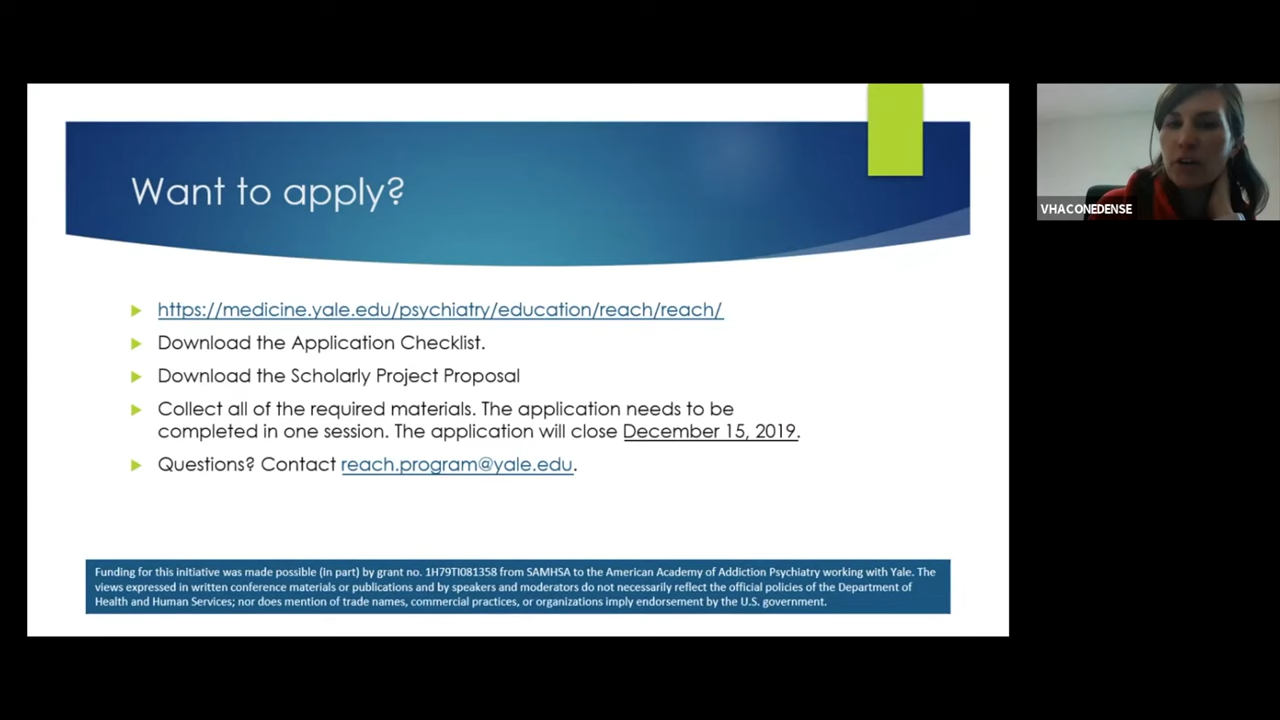 Want to apply?
https://medicine.yale.edu/psychiatry/education/reach/reach/
Download the Application Checklist.
Download the Scholarly Project Proposal
Collect all of the required materials. The application needs to be
completed in one session. The application will close December 15, 2019.
Questions? Contact reach.program@yale.edu.
Funding for this initiative was made possible (in part) by grant no. 1H79TI081358 from SAMHSA to the American Academy of Addiction Psychiatry working with Yale. The
views expressed in written conference materials or publications and by speakers and moderators do not necessarily reflect the official policies of the Department of
Health and Human Services; nor does mention of trade names, commercial practices, or organizations imply endorsement by the U.S. government.
VHACONEDENSE